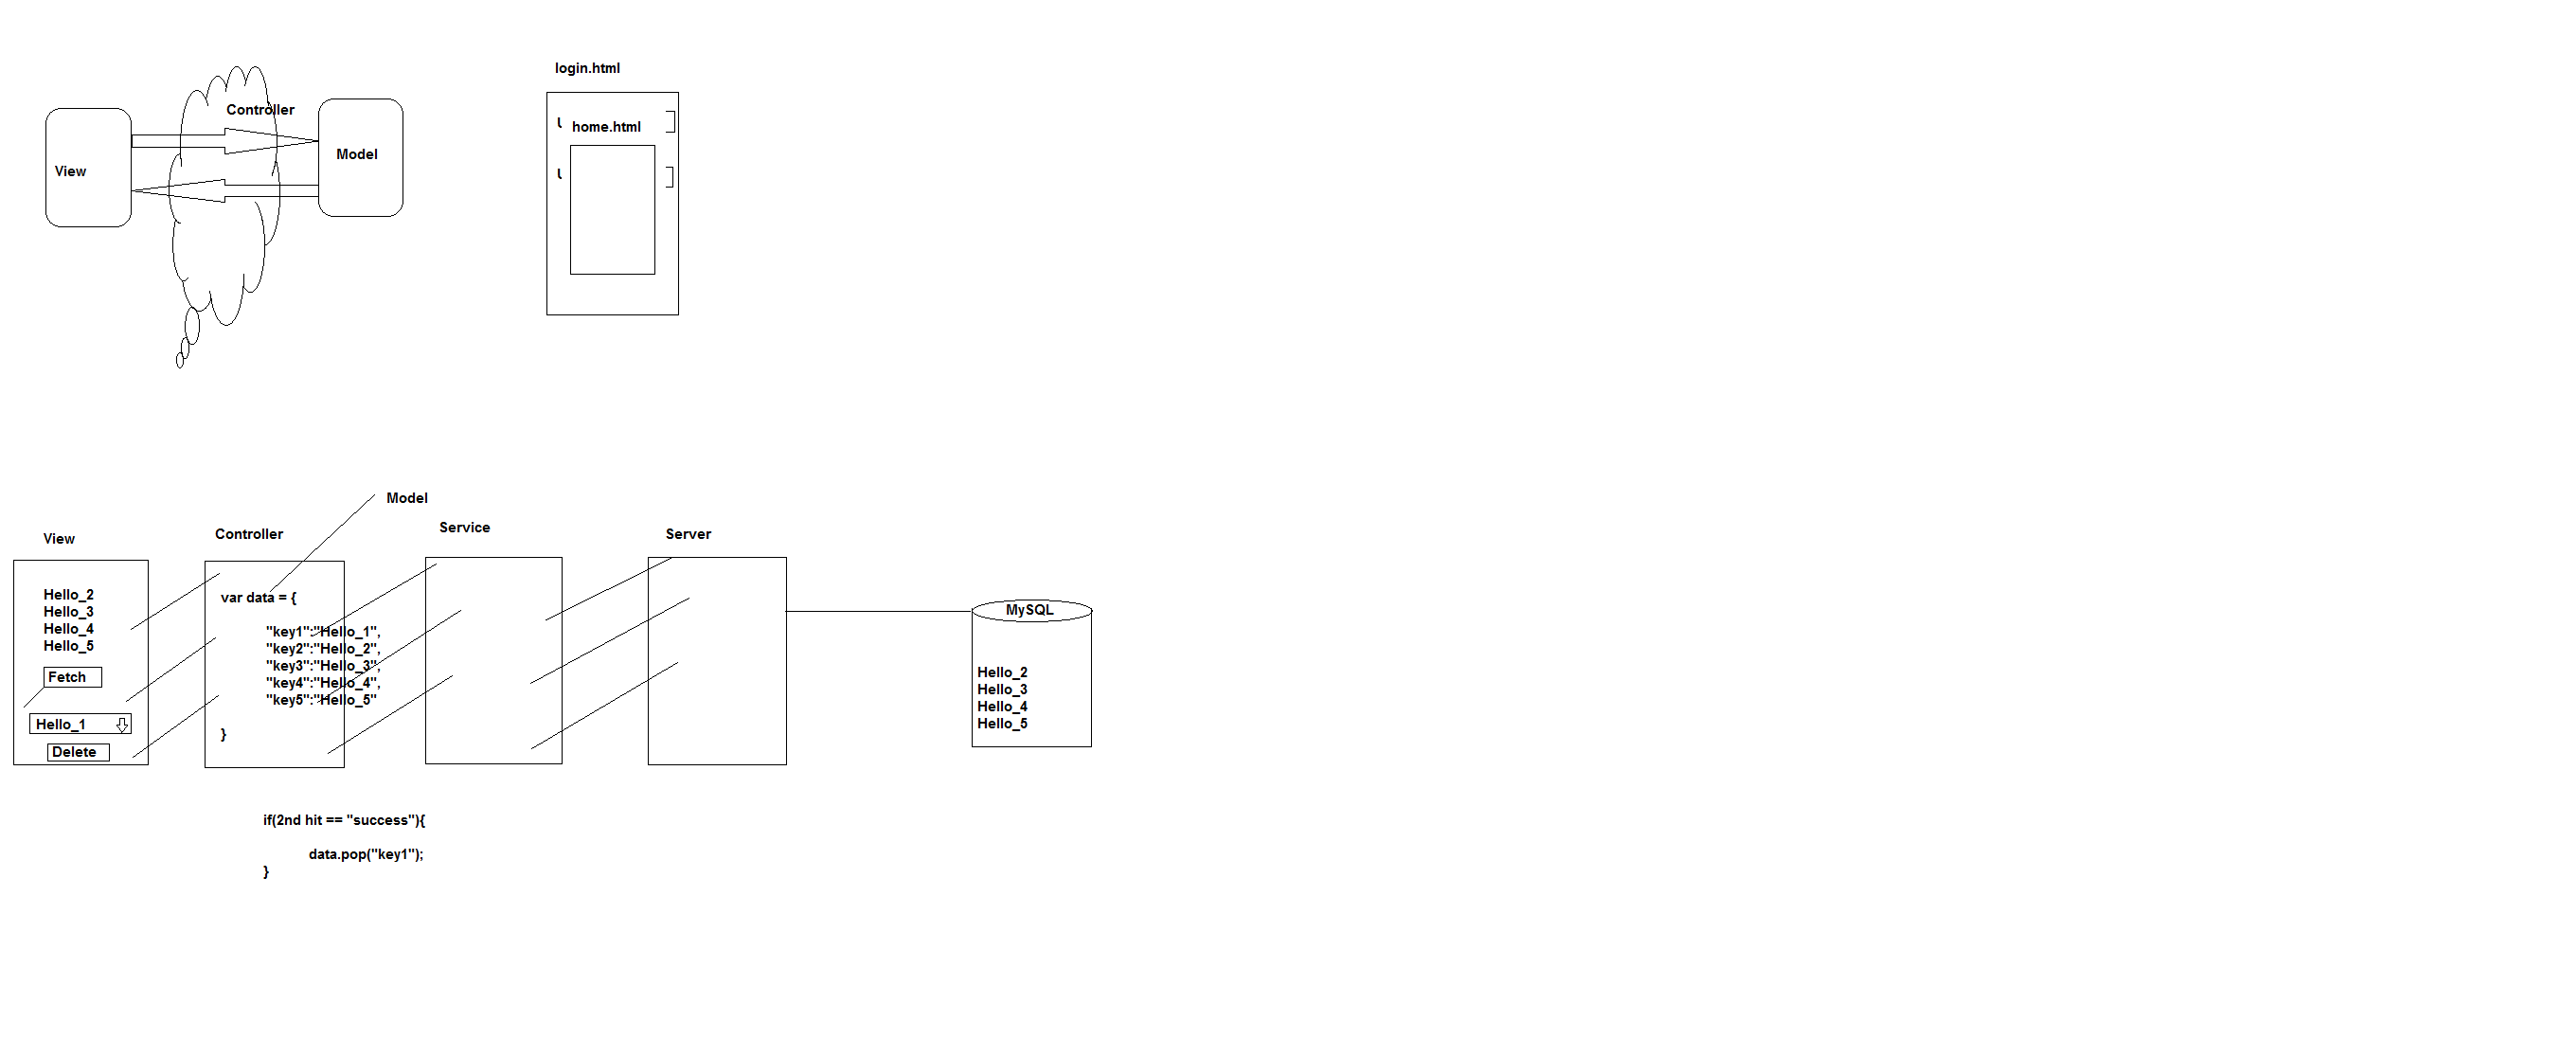 login.html
Controller
home.html
Model
View
Model
Service
Controller
Server
View
Hello_2
Hello_3
Hello_4
Hello_5
Fetch
Hello_1
Delete
var data = {
"key1":"Hello_1",
"key2":"Hello_2",
"key3":"Hello_3",
"key4":"Hello_4",
"key5":"Hello_5"
}
MySQL
Hello_2
Hello_3
Hello_4
Hello_5
if(2nd hit == "success"){
data.pop("key1");
}